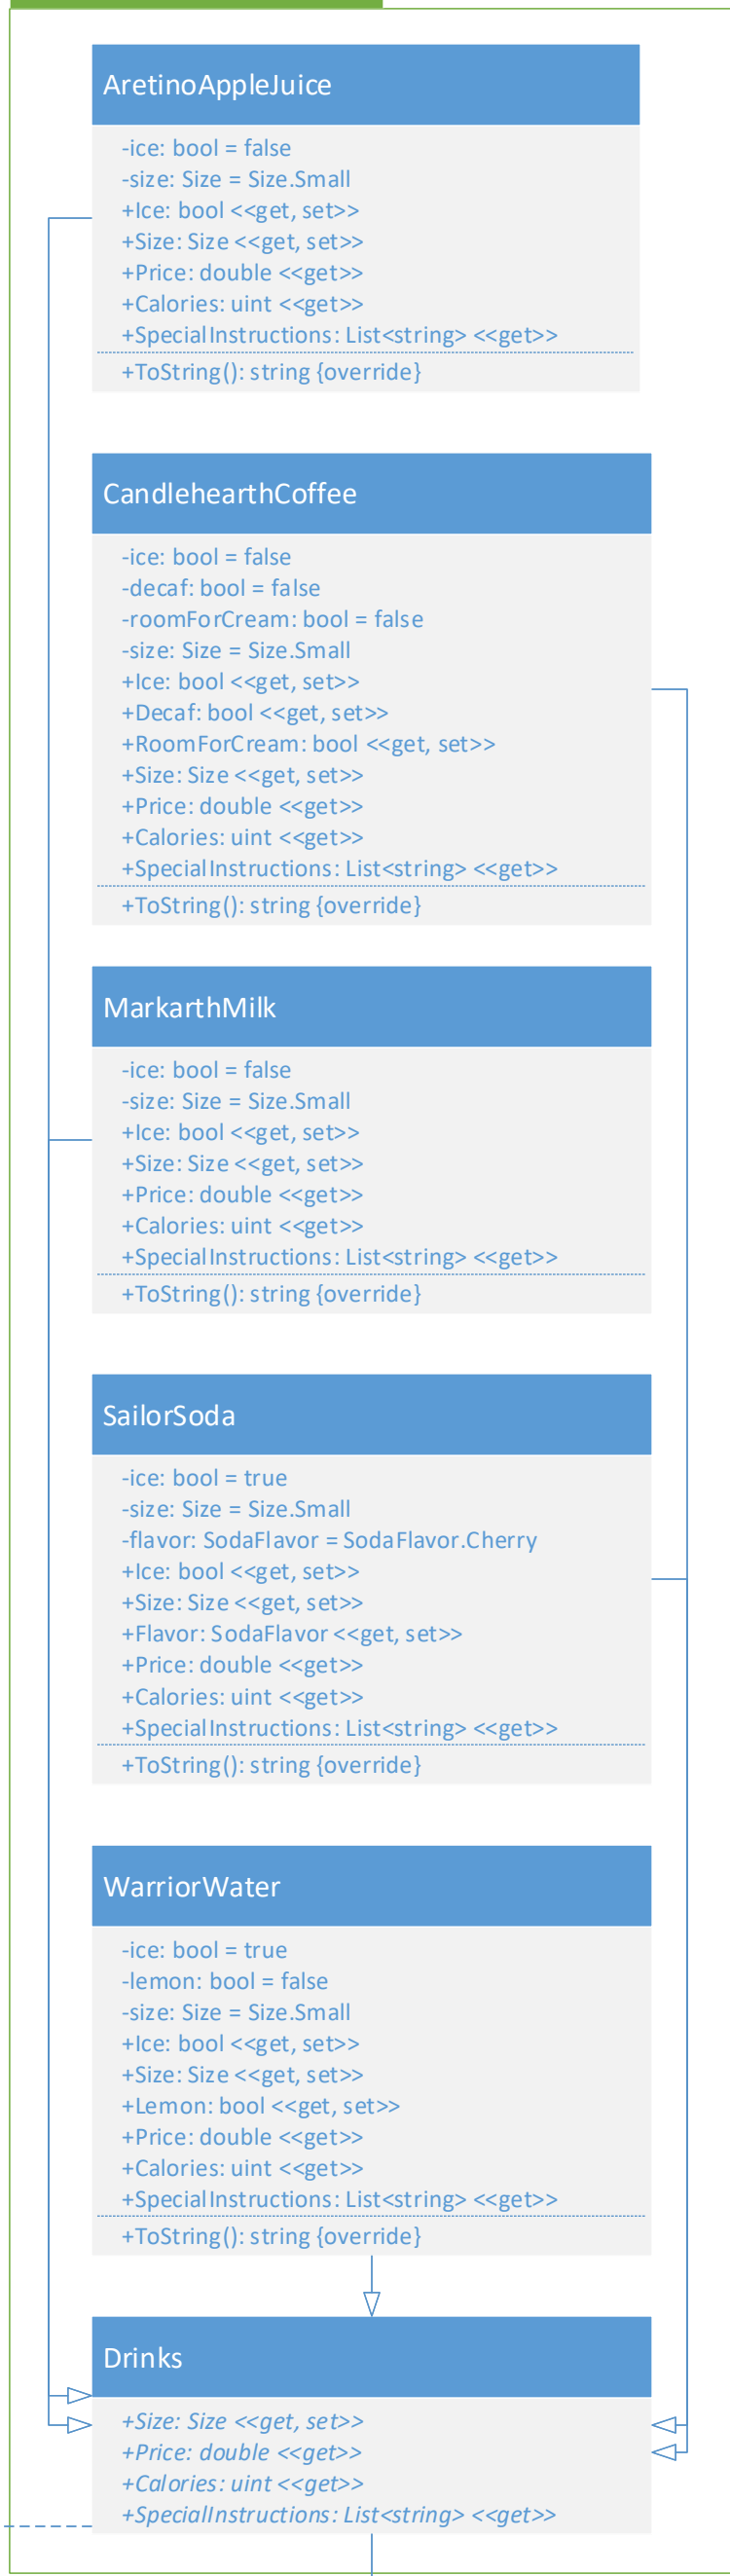 AretinoAppleJuice
-ice: bool = false
-size: Size = Size.Small
+Ice: bool <<get, set>>
+Size: Size <<get, set>>
+Price: double <<get>>
+Calories: uint <<get>>
+SpecialInstructions: List<string> <<get>>
+ToString(): string {override}
CandlehearthCoffee
-ice: bool = false
-decaf: bool = false
-roomForCream: bool = false
-size: Size = Size.Small
+Ice: bool <<get, set>>
+Decaf: bool <<get, set>>
+RoomForCream: bool <<get, set>>
+Size: Size <<get, set>>
+Price: double <<get>>
+Calories: uint <<get>>
+SpecialInstructions: List<string> <<get>>
+ToString(): string {override}
MarkarthMilk
-ice: bool = false
-size: Size = Size.Small
+Ice: bool <<get, set>>
+Size: Size <<get, set>>
+Price: double <<get>>
+Calories: uint <<get>>
+SpecialInstructions: List<string> <<get>>
+ToString(): string {override}
SailorSoda
-ice: bool = true
-size: Size = Size.Small
-flavor: SodaFlavor = SodaFlavor.Cherry
+Ice: bool <<get, set>>
+Size: Size <<get, set>>
+Flavor: SodaFlavor <<get, set>>
+Price: double <<get>>
+Calories: uint <<get>>
+SpecialInstructions: List<string> <<get>>
+ToString(): string {override}
WarriorWater
-ice: bool = true
-lemon: bool = false
-size: Size = Size.Small
+Ice: bool <<get, set>>
+Size: Size <<get, set>>
+Lemon: bool <<get, set>>
+Price: double <<get>>
+Calories: uint <<get>>
+SpecialInstructions: List<string> <<get>>
+ToString(): string {override}
Drinks
+Size: Size <<get, set>>
+Price: double <<get>>
+Calories: uint <<get>>
+SpecialInstructions: List<string> <<get>>